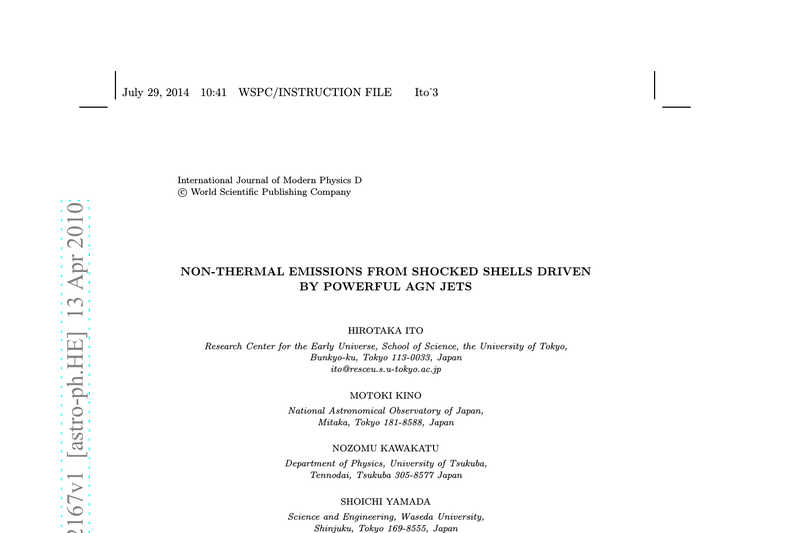 July 29, 2014 10:41 WSPC/INSTRUCTION FILE Ito˙3
International Journal of Modern Physics D
© World Scientific Publishing Company
NON-THERMAL EMISSIONS FROM SHOCKED SHELLS DRIVEN
BY POWERFUL AGN JETS
HIROTAKA ITO
Research Center for the Early Universe, School of Science, the University of Tokyo,
Bunkyo-ku, Tokyo 113-0033, Japan
ito@resceu.s.u-tokyo.ac.jp
MOTOKI KINO
National Astronomical Observatory of Japan,
Mitaka, Tokyo 181-8588, Japan
NOZOMU KAWAKATU
Department of Physics, University of Tsukuba,
Tennodai, Tsukuba 305-8577 Japan
SHOICHI YAMADA
Science and Engineering, Waseda University,
Shinjuku, Tokyo 169-8555, Japan
2167v1 [astro-ph.HE] 13 Apr 2010